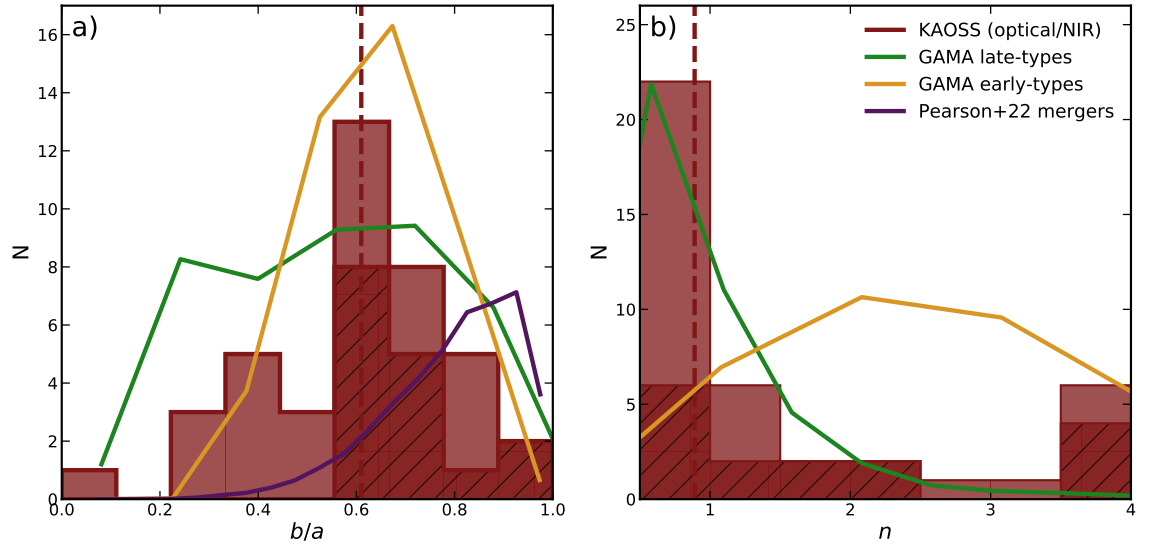 a)
N
16
14
12
10
8
6
4
2
0
0.0 0.2 0.4 0.6 0.8 1.0
b/a
b)
KAOSS (optical/NIR)
GAMA late-types
GAMA early-types
Pearson+22 mergers
N
25
20
15
10
5
0
1 2 3 4
n